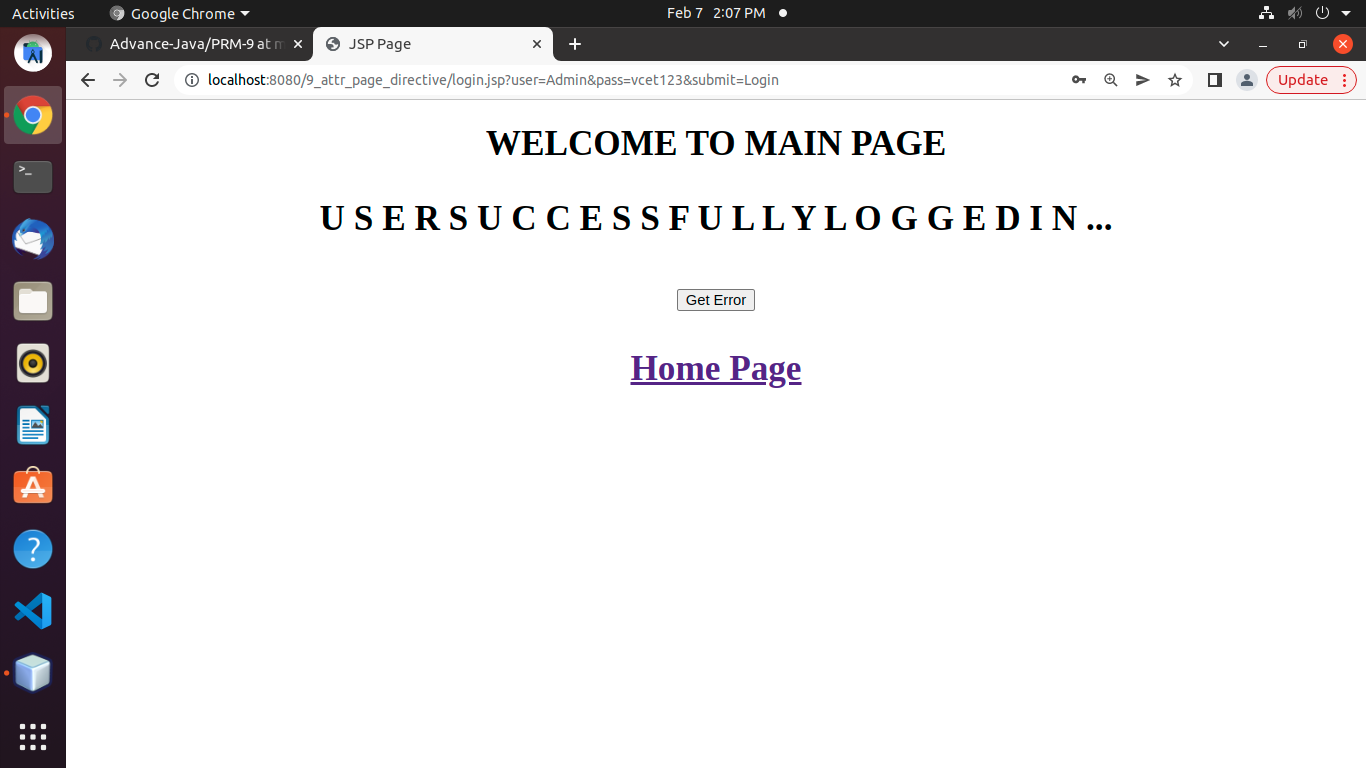 Activities Google Chrome Feb 7 2:07 PM
Advance-Java/PRM-9 at m JSP Page
localhost:8080/9_attr_page_directive/login.jsp?user=Admin&pass=vcet123&submit=Login Update
WELCOME TO MAIN PAGE
U S E R S U C C E S S F U L L Y L O G G E D I N ...
Get Error
Home Page